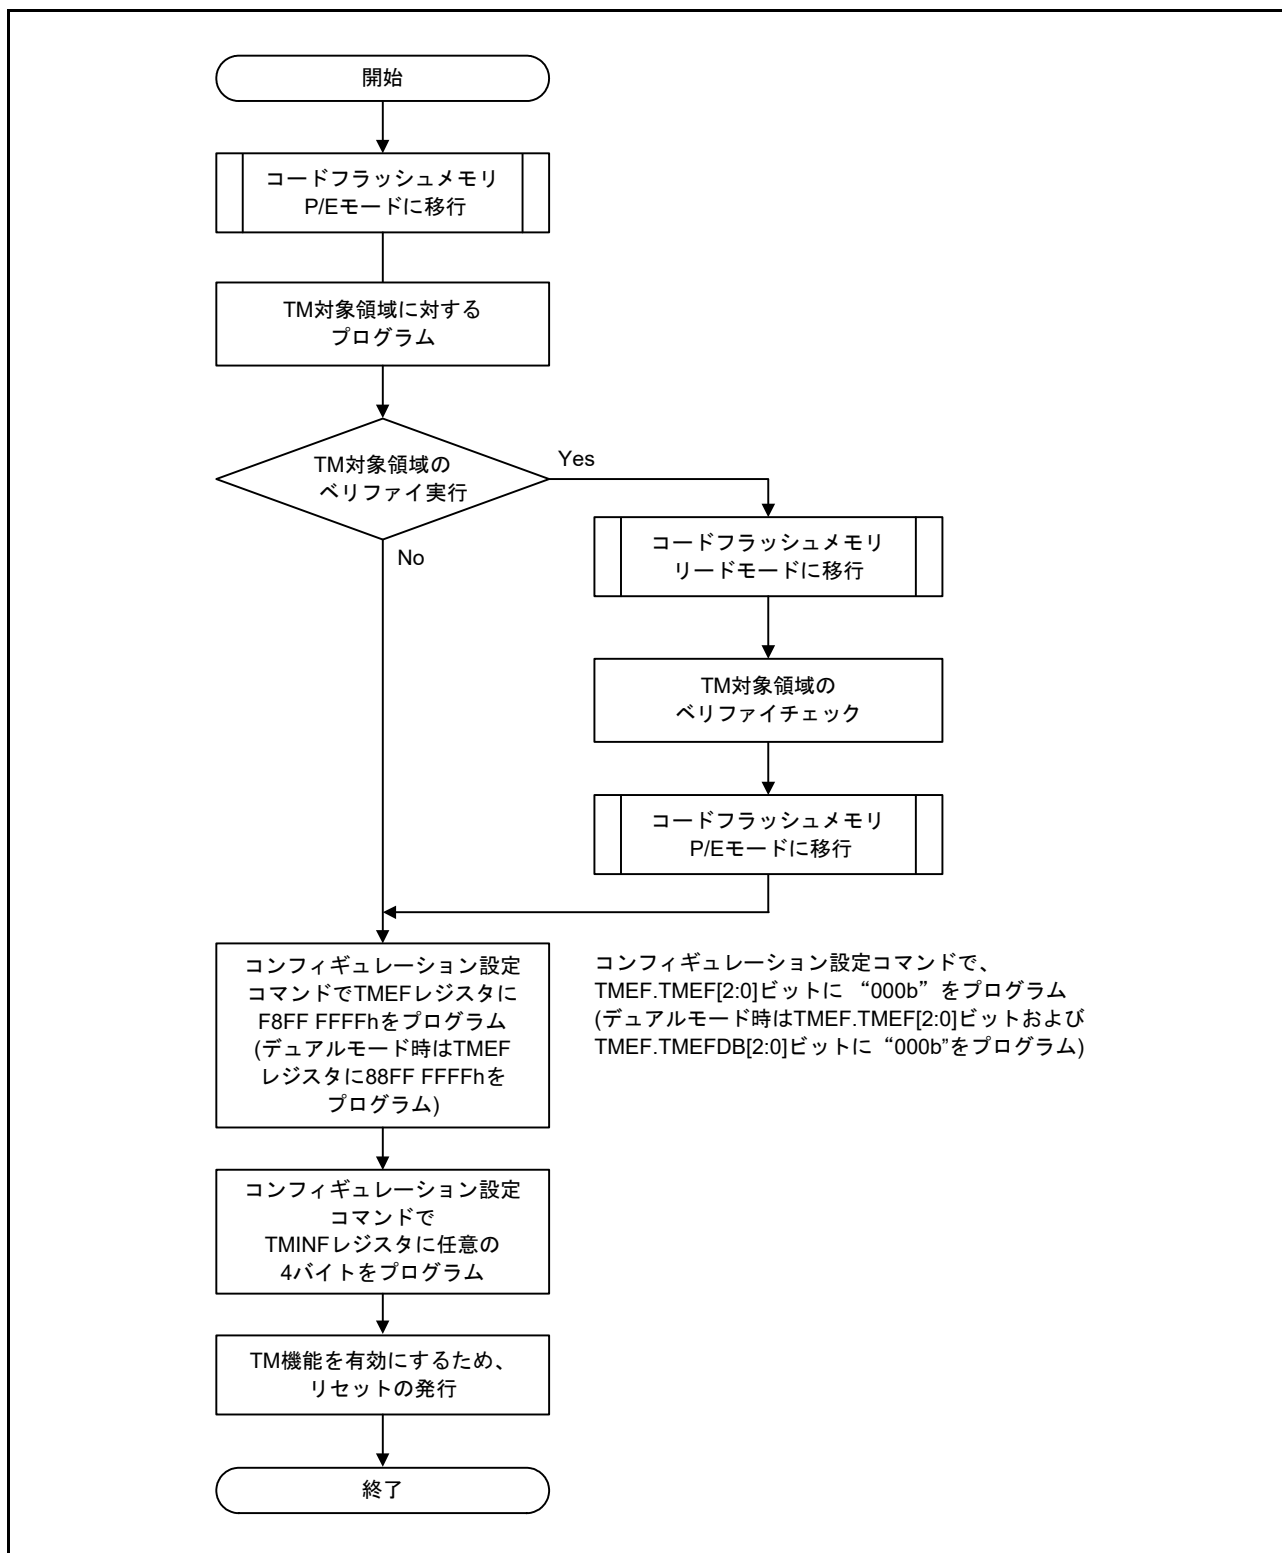 開始
コードフラッシュメモリ
P/Eモードに移行
TM対象領域に対する
プログラム
TM対象領域の
ベリファイ実行
Yes
No
コードフラッシュメモリ
リードモードに移行
TM対象領域の
ベリファイチェック
コードフラッシュメモリ
P/Eモードに移行
コンフィギュレーション設定
コマンドでTMEFレジスタに
F8FF FFFFhをプログラム
(デュアルモード時はTMEF
レジスタに88FF FFFFhを
プログラム)
コンフィギュレーション設定コマンドで、
TMEF.TMEF[2:0]ビットに “000b” をプログラム
(デュアルモード時はTMEF.TMEF[2:0]ビットおよび
TMEF.TMEFDB[2:0]ビットに “000b”をプログラム)
コンフィギュレーション設定
コマンドで
TMINFレジスタに任意の
4バイトをプログラム
TM機能を有効にするため、
リセットの発行
終了